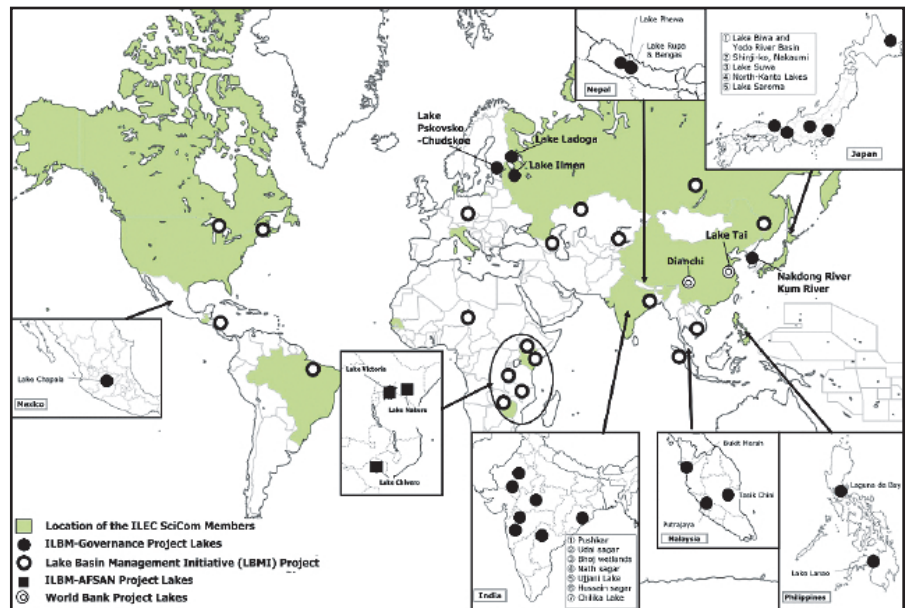 Lake Phewa
Lake Rupa
& Bengas
Nepal
① Lake Biwa and
Yodo River Basin
② Shinji-ko, Nakaumi
③ Lake Suwa
④ North-Kanto Lakes
⑤ Lake Saroma
Japan
Lake
Pskovsko
-Chudskoe
Lake Ladoga
Lake Ilmen
Lake Tai
Dianchi
Nakdong River
Kum River
Lake Chapala
Mexico
Lake Victoria
Lake Nakuru
Lake Chivero
① Pushkar
② Udai sagar
③ Bhoj wetlands
④ Nath sagar
⑤ Ujjani Lake
⑥ Hussain sagar
⑦ Chilika Lake
India
Bukit Merah
Tasik Chini
Putrajaya
Malaysia
Laguna de Bay
Lake Lanao
Philippines
Location of the ILEC SciCom Members
ILBM-Governance Project Lakes
Lake Basin Management Initiative (LBMI) Project
ILBM-AFSAN Project Lakes
World Bank Project Lakes